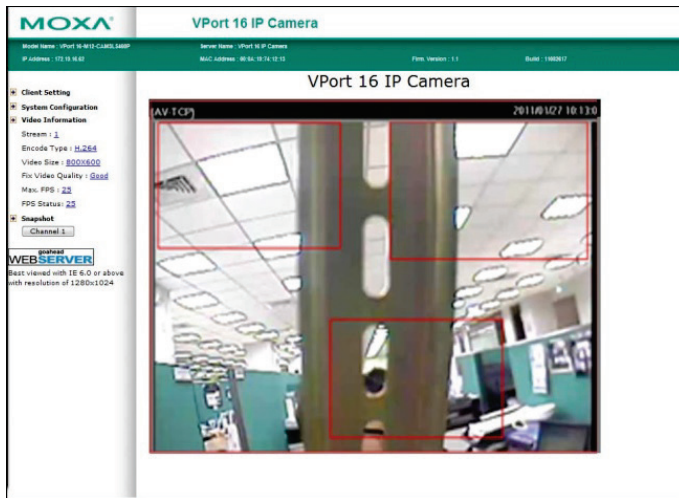 MOXA®
VPort 16 IP Camera
Model Name : VPort 16-M12-CAM3L3600P
Server Name : VPort 16 IP Camera
IP Address : 172.19.16.62
MAC Address : 00:9A:10:74:12:13
Firm. Version : 1.1
Build : 11003017
VPort 16 IP Camera
Client Setting
System Configuration
Video Information
Stream : 1
Encode Type : H.264
Video Size : 800X600
Fix Video Quality : Good
Max. FPS : 25
FPS Status: 25
Snapshot
Channel 1
goahead
WEBSERVER
Best viewed with IE 6.0 or above
with resolution of 1280x1024
(AV-TCP)
2011/01/27 10:13:0